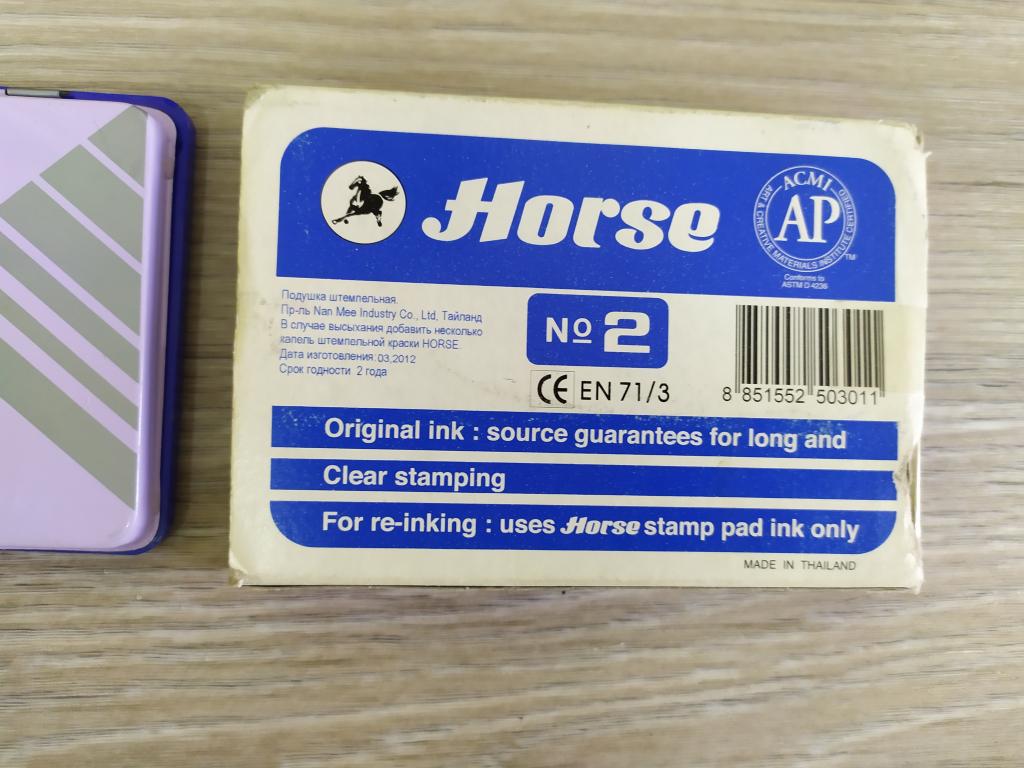 Horse
ACMI
AP
ART & CREATIVE MATERIALS INSTITUTE CERTIFIED
TM
Conforms to
ASTM D 4236
Подушка штемпельная.
Пр-ль Nan Mee Industry Co., Ltd, Тайланд
В случае высыхания добавить несколько
капель штемпельной краски HORSE.
Дата изготовления: 03,2012
Срок годности 2 года
No 2
CE EN 71/3
8 851552 503011
Original ink : source guarantees for long and
Clear stamping
For re-inking : uses Horse stamp pad ink only
MADE IN THAILAND